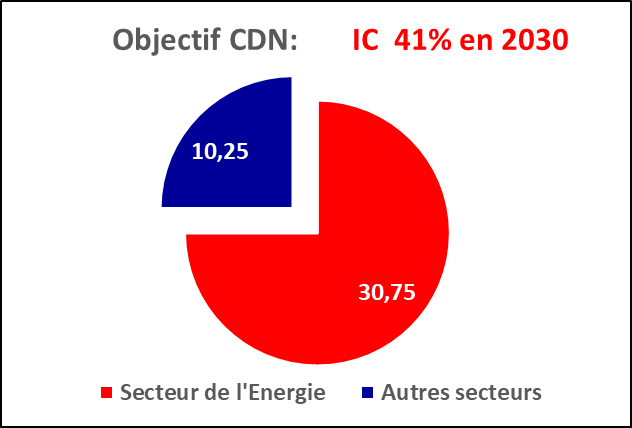 Objectif CDN: IC 41% en 2030
10,25
30,75
Secteur de l'Energie
Autres secteurs